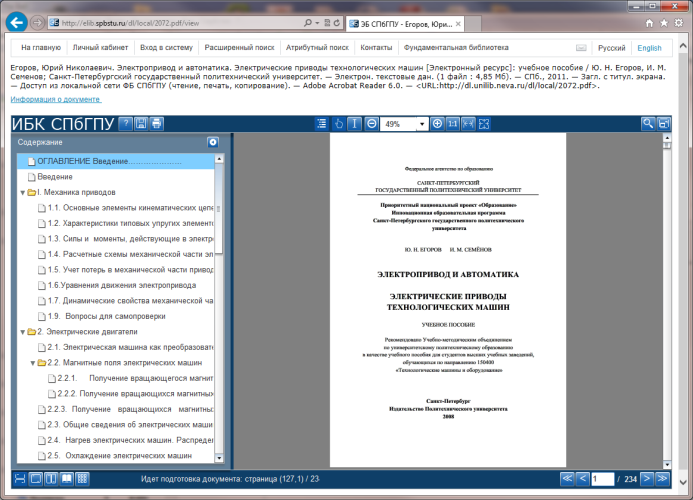 http://elib.spbstu.ru/dl/local/2072.pdf/view
ЭБ СПбГПУ - Егоров, Юри...
На главную Личный кабинет Вход в систему Расширенный поиск Атрибутный поиск Контакты Фундаментальная библиотека Русский English
Егоров, Юрий Николаевич. Электропривод и автоматика. Электрические приводы технологических машин [Электронный ресурс]: учебное пособие / Ю. Н. Егоров, И. М.
Семенов; Санкт-Петербургский государственный политехнический университет. — Электрон. текстовые дан. (1 файл : 4,85 Мб). — СПб., 2011. — Загл. с титул. экрана.
— Доступ из локальной сети ФБ СПбГПУ (чтение, печать, копирование). — Adobe Acrobat Reader 6.0. — <URL:http://dl.unilib.neva.ru/dl/local/2072.pdf>.
Информация о документе
ИБК СПбГПУ ? 49% 1:1
Содержание
ОГЛАВЛЕНИЕ Введение......................
Введение
I. Механика приводов
1.1. Основные элементы кинематических цепе
1.2. Характеристики типовых упругих элементо
1.3. Силы и моменты, действующие в электро
1.4. Расчетные схемы механической части эл
1.5. Учет потерь в механической части привод
1.6.Уравнения движения электропривода
1.7. Динамические свойства механической ча
1.9. Вопросы для самопроверки
2. Электрические двигатели
2.1. Электрическая машина как преобразоват
2.2. Магнитные поля электрических машин
2.2.1. Получение вращающегося магнит
2.2.2. Получение вращающихся магнитных
2.2.3. Получение вращающихся магнитны
2.3. Общие сведения об электрических маши
2.4. Нагрев электрических машин. Распредел
2.5. Охлаждение электрических машин
Федеральное агентство по образованию
САНКТ-ПЕТЕРБУРГСКИЙ
ГОСУДАРСТВЕННЫЙ ПОЛИТЕХНИЧЕСКИЙ УНИВЕРСИТЕТ
Приоритетный национальный проект «Образование»
Инновационная образовательная программа
Санкт-Петербургского государственного политехнического
университета
Ю. Н. ЕГОРОВ И. М. СЕМЁНОВ
ЭЛЕКТРОПРИВОД И АВТОМАТИКА
ЭЛЕКТРИЧЕСКИЕ ПРИВОДЫ
ТЕХНОЛОГИЧЕСКИХ МАШИН
УЧЕБНОЕ ПОСОБИЕ
Рекомендовано Учебно-методическим объединением
по университетскому политехническому образованию
в качестве учебного пособия для студентов высших учебных заведений,
обучающихся по направлению 150400
«Технологические машины и оборудование»
Санкт-Петербург
Издательство Политехнического университета
2008
Идет подготовка документа: страница (127,1) / 23 1 / 234